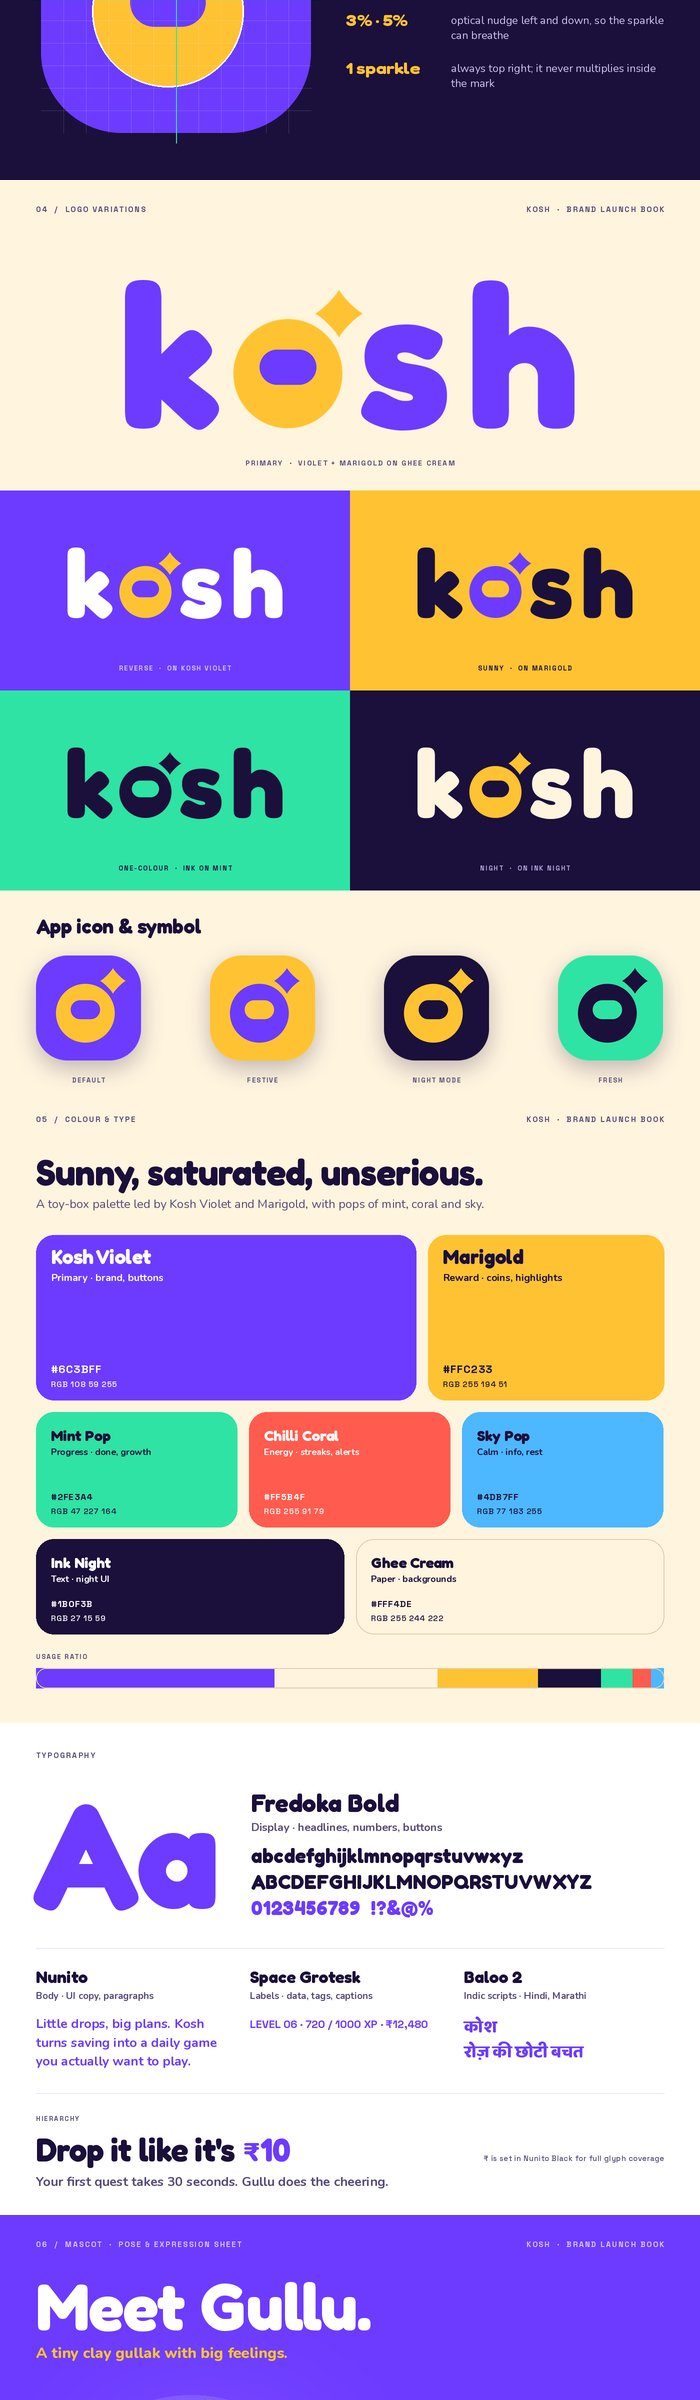 3% · 5%
optical nudge left and down, so the sparkle
can breathe
1 sparkle
always top right; it never multiplies inside
the mark
04 / LOGO VARIATIONS
KOSH · BRAND LAUNCH BOOK
kosh
PRIMARY · VIOLET + MARIGOLD ON GHEE CREAM
kosh
REVERSE · ON KOSH VIOLET
kosh
SUNNY · ON MARIGOLD
kosh
ONE-COLOUR · INK ON MINT
kosh
NIGHT · ON INK NIGHT
App icon & symbol
DEFAULT
FESTIVE
NIGHT MODE
FRESH
05 / COLOUR & TYPE
KOSH · BRAND LAUNCH BOOK
Sunny, saturated, unserious.
A toy-box palette led by Kosh Violet and Marigold, with pops of mint, coral and sky.
Kosh Violet
Primary · brand, buttons
#6C3BFF
RGB 108 59 255
Marigold
Reward · coins, highlights
#FFC233
RGB 255 194 51
Mint Pop
Progress · done, growth
#2FE3A4
RGB 47 227 164
Chilli Coral
Energy · streaks, alerts
#FF5B4F
RGB 255 91 79
Sky Pop
Calm · info, rest
#4DB7FF
RGB 77 183 255
Ink Night
Text · night UI
#1B0F3B
RGB 27 15 59
Ghee Cream
Paper · backgrounds
#FFF4DE
RGB 255 244 222
USAGE RATIO
TYPOGRAPHY
Aa
Fredoka Bold
Display · headlines, numbers, buttons
abcdefghijklmnopqrstuvwxyz
ABCDEFGHIJKLMNOPQRSTUVWXYZ
0123456789 !?&@%
Nunito
Body · UI copy, paragraphs
Little drops, big plans. Kosh
turns saving into a daily game
you actually want to play.
Space Grotesk
Labels · data, tags, captions
LEVEL 06 · 720 / 1000 XP · ₹12,480
Baloo 2
Indic scripts · Hindi, Marathi
कोश
रोज़ की छोटी बचत
HIERARCHY
Drop it like it's ₹10
₹ is set in Nunito Black for full glyph coverage
Your first quest takes 30 seconds. Gullu does the cheering.
06 / MASCOT · POSE & EXPRESSION SHEET
KOSH · BRAND LAUNCH BOOK
Meet Gullu.
A tiny clay gullak with big feelings.